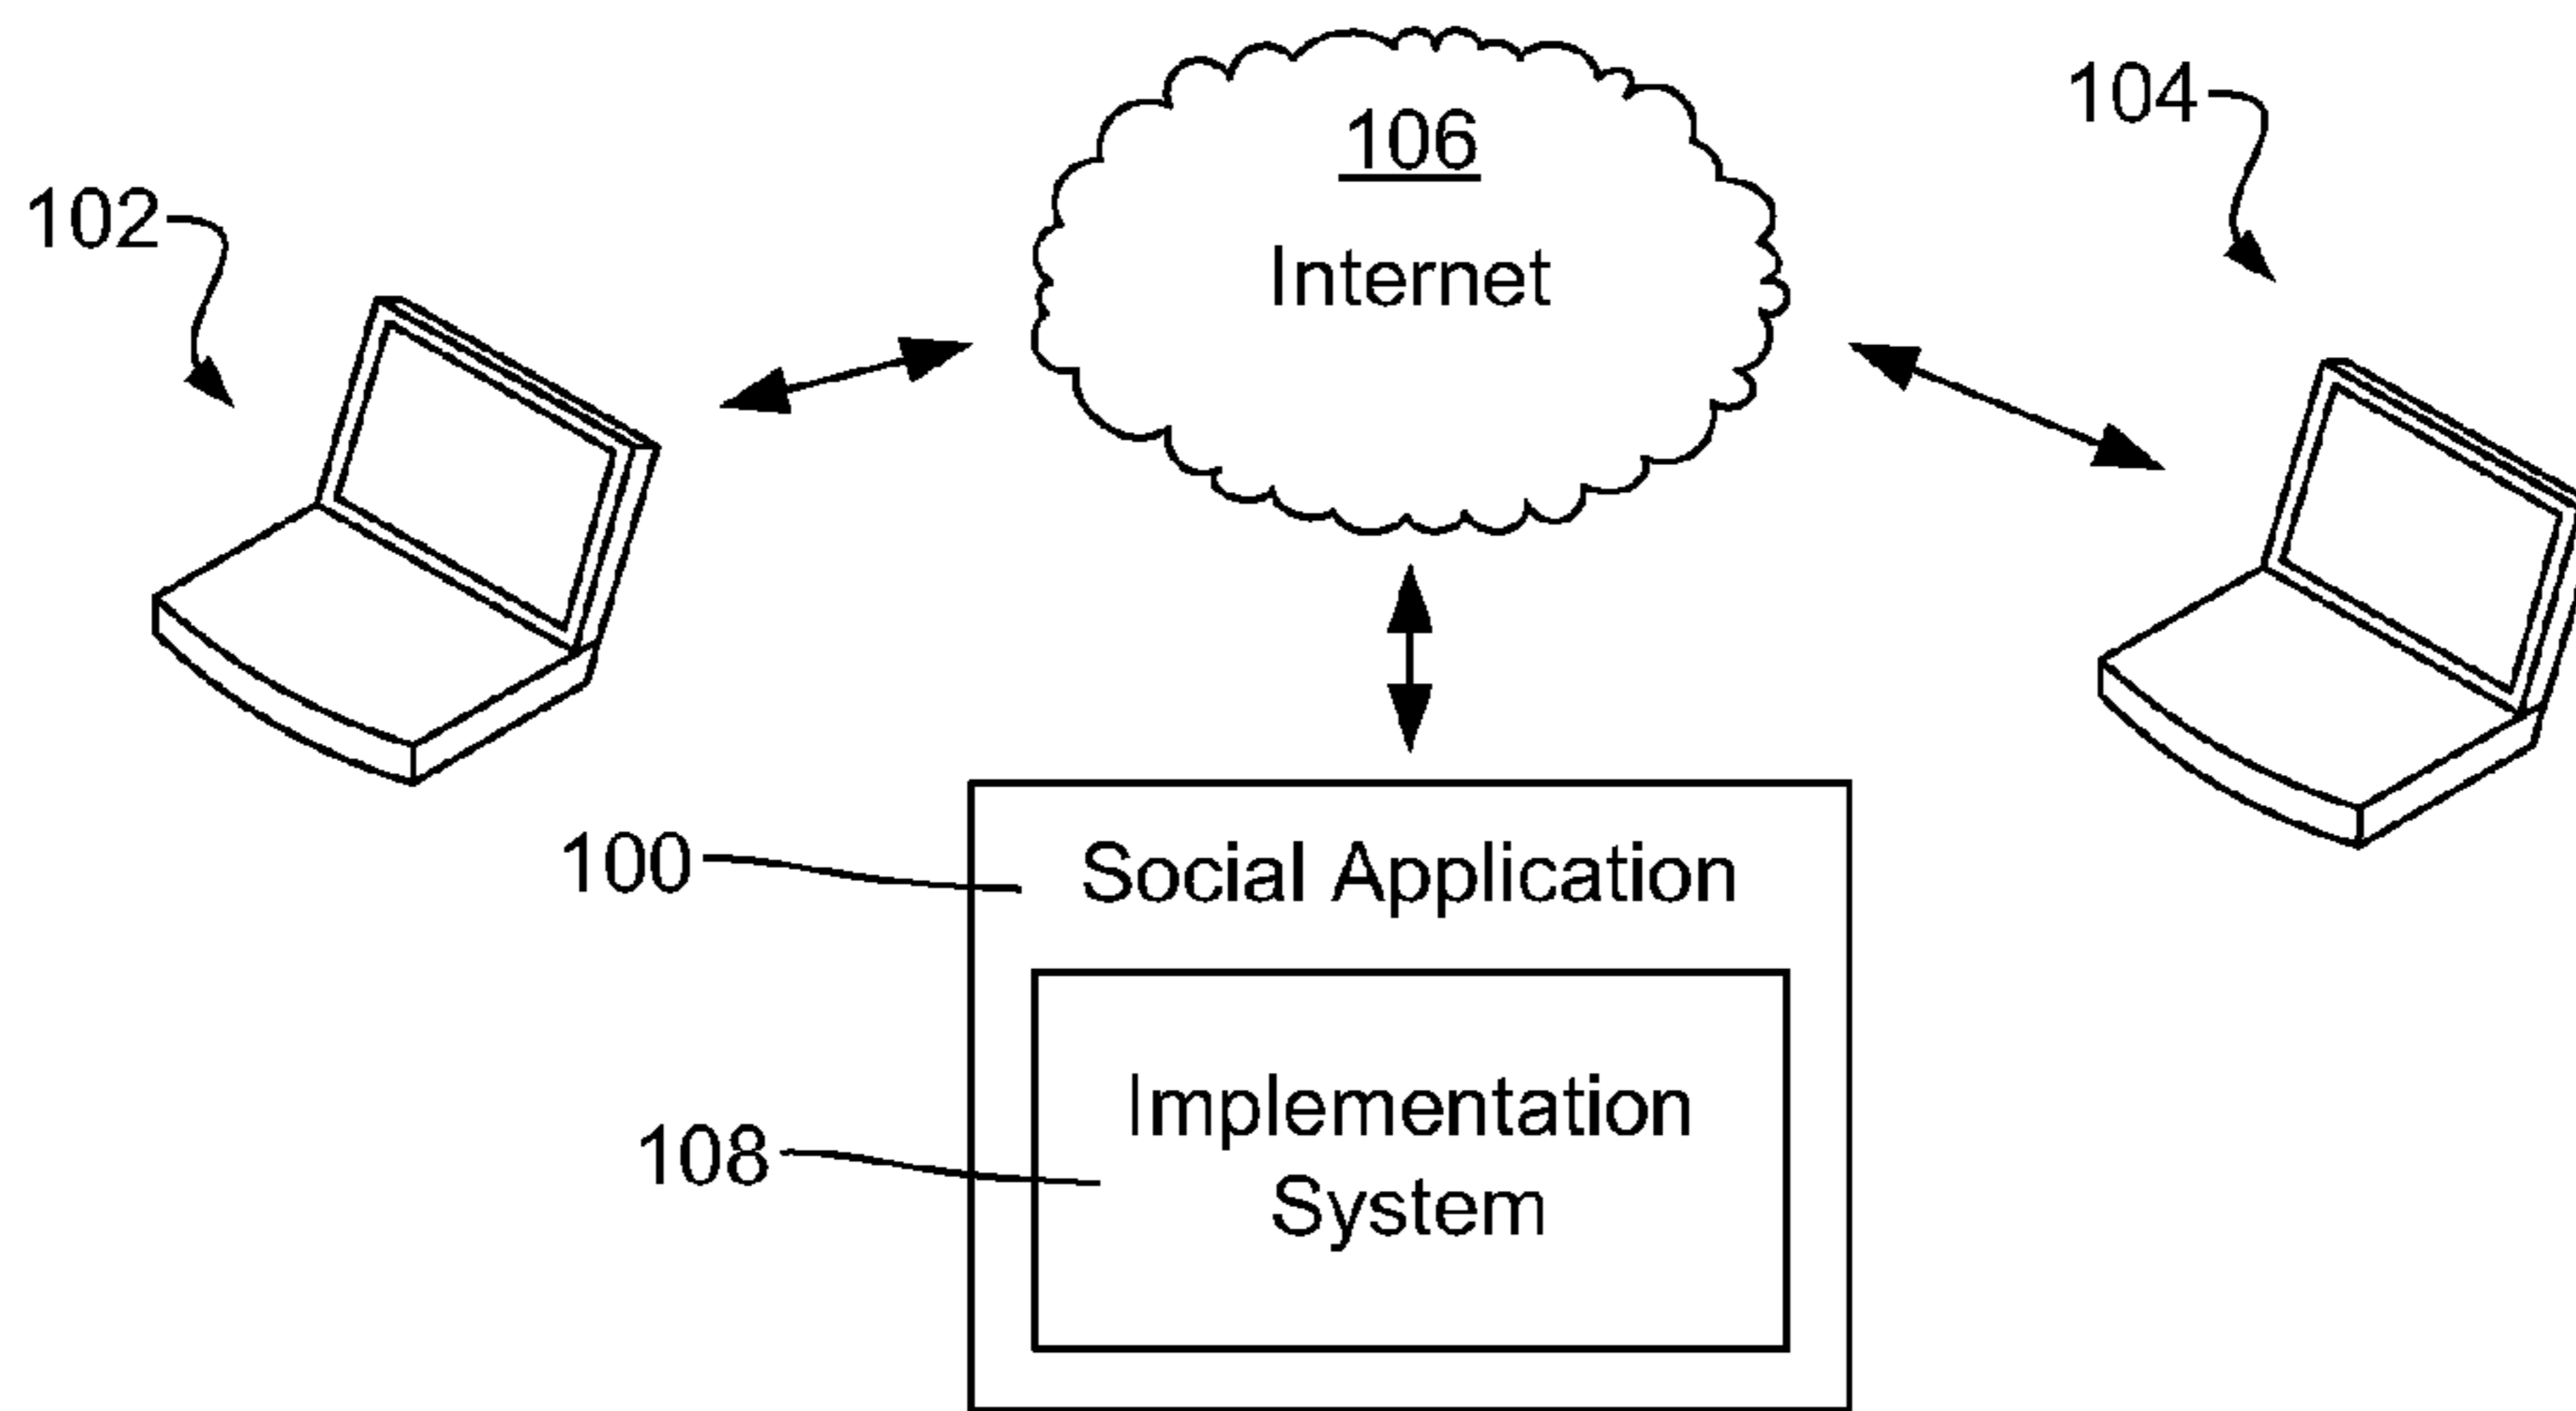 106
104
102
Internet
100
Social Application
Implementation
108
System